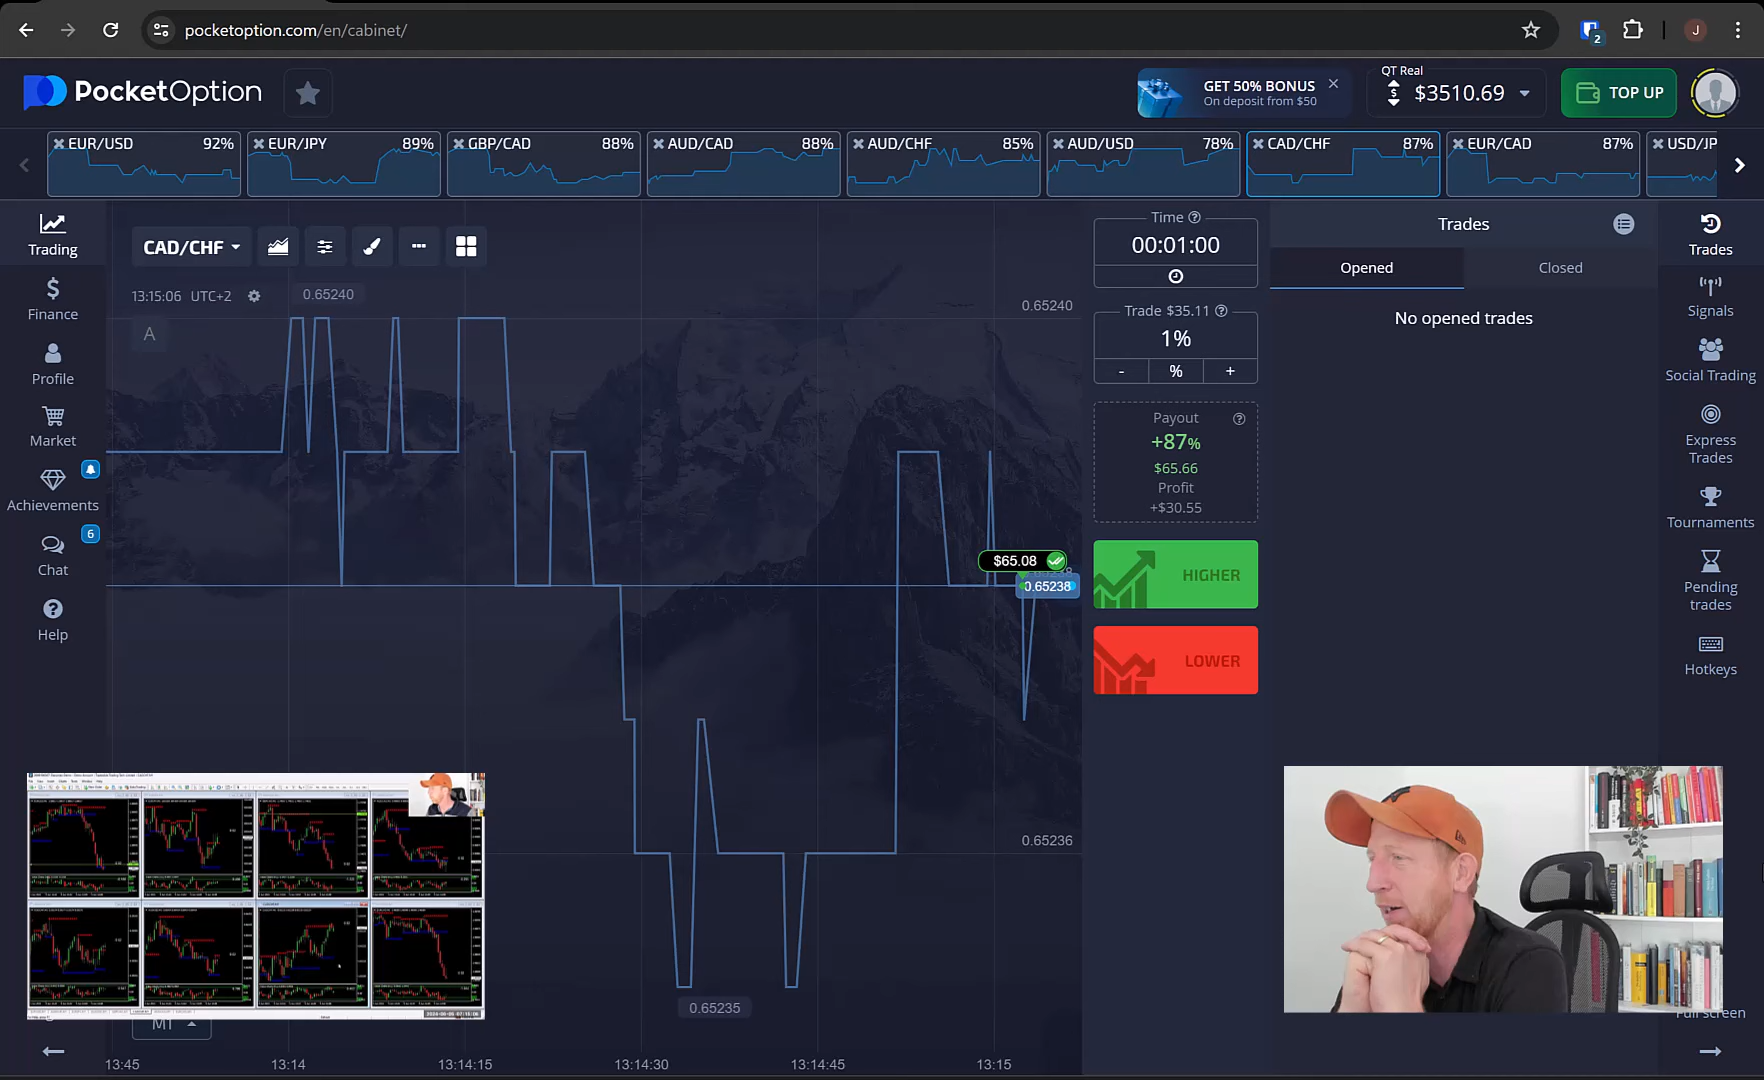 pocketoption.com/en/cabinet/
2
J
PocketOption
GET 50% BONUS
On deposit from $50
QT Real
$3510.69
TOP UP
EUR/USD 92%
EUR/JPY 89%
GBP/CAD 88%
AUD/CAD 88%
AUD/CHF 85%
AUD/USD 78%
CAD/CHF 87%
EUR/CAD 87%
USD/JP
Trading
Finance
Profile
Market
Achievements
6
Chat
Help
CAD/CHF
13:15:06 UTC+2
0.65240
A
0.65240
$65.08
0.65238
0.65236
0.65235
M1
13:45
13:14
13:14:15
13:14:30
13:14:45
13:15
Time
00:01:00
Trade $35.11
1%
- % +
Payout
+87%
$65.66
Profit
+$30.55
HIGHER
LOWER
Trades
Opened
Closed
No opened trades
Trades
Signals
Social Trading
Express
Trades
Tournaments
Pending
trades
Hotkeys
Full screen